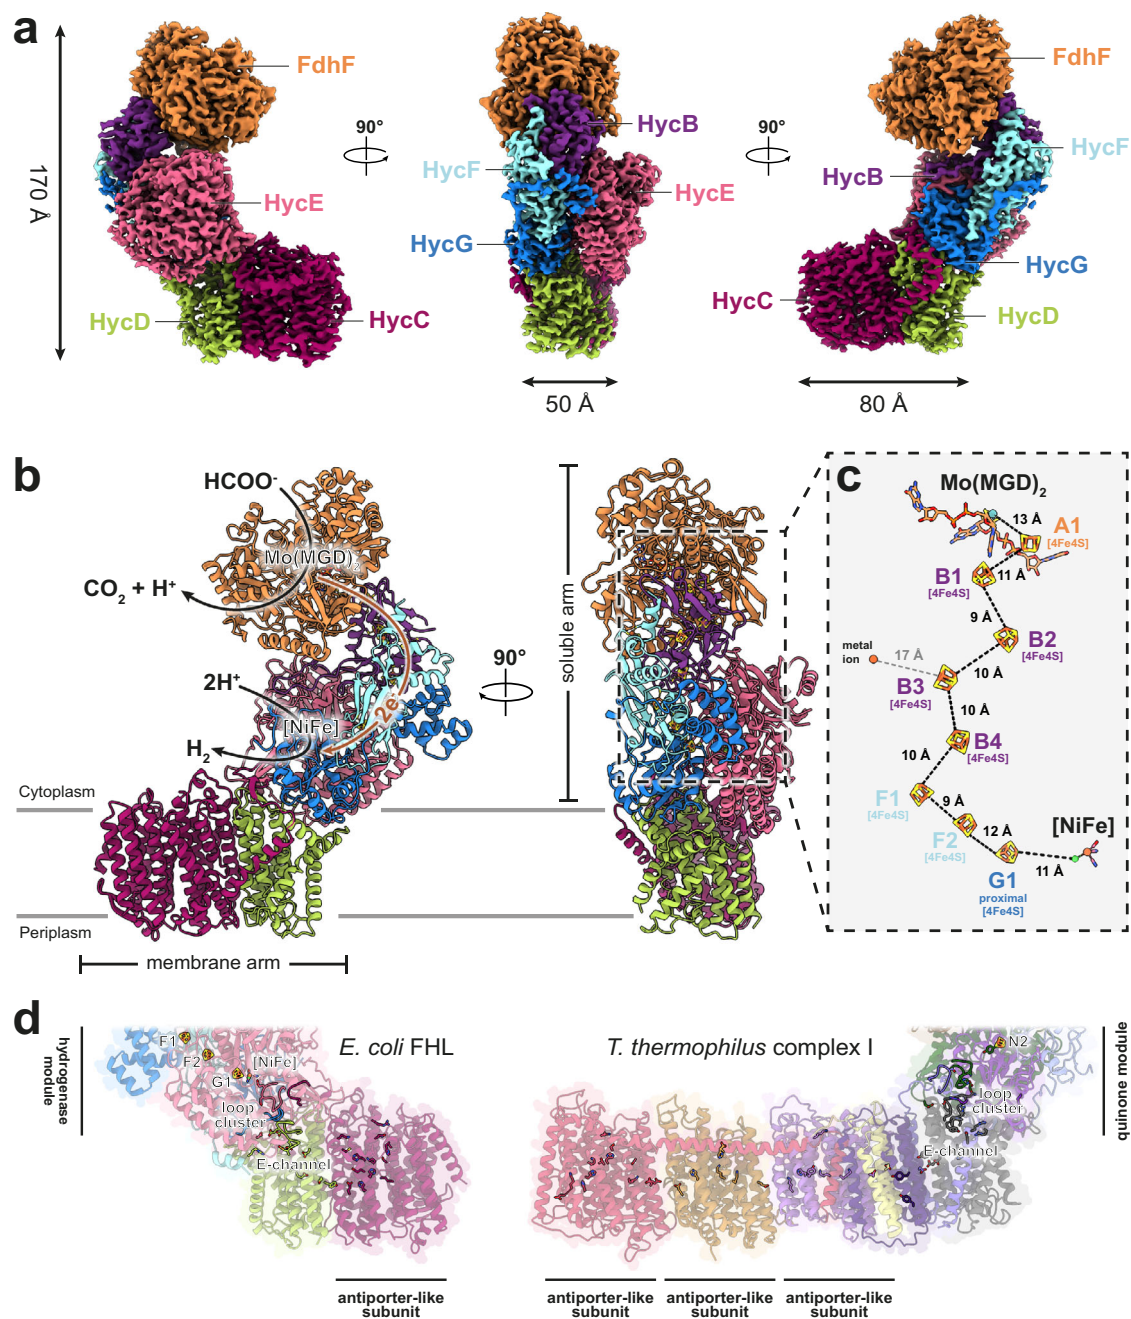 a
FdhF
HycE
HycD
HycC
170 Å
90°
HycB
HycF
HycE
HycG
50 Å
90°
FdhF
HycF
HycB
HycG
HycC
HycD
80 Å
b
HCOO-
Mo(MGD)2
CO2 + H+
2H+
[NiFe]
H2
2e-
Cytoplasm
Periplasm
membrane arm
90°
soluble arm
c
Mo(MGD)2
13 Å
A1
[4Fe4S]
11 Å
B1
[4Fe4S]
9 Å
B2
[4Fe4S]
metal
ion
17 Å
10 Å
B3
[4Fe4S]
10 Å
B4
[4Fe4S]
10 Å
F1
[4Fe4S]
9 Å
F2
[4Fe4S]
12 Å
[NiFe]
11 Å
G1
proximal
[4Fe4S]
d
hydrogenase
module
F1
F2
G1
[NiFe]
loop
cluster
E-channel
E. coli FHL
antiporter-like
subunit
T. thermophilus complex I
N2
loop
cluster
E-channel
quinone module
antiporter-like
subunit
antiporter-like
subunit
antiporter-like
subunit